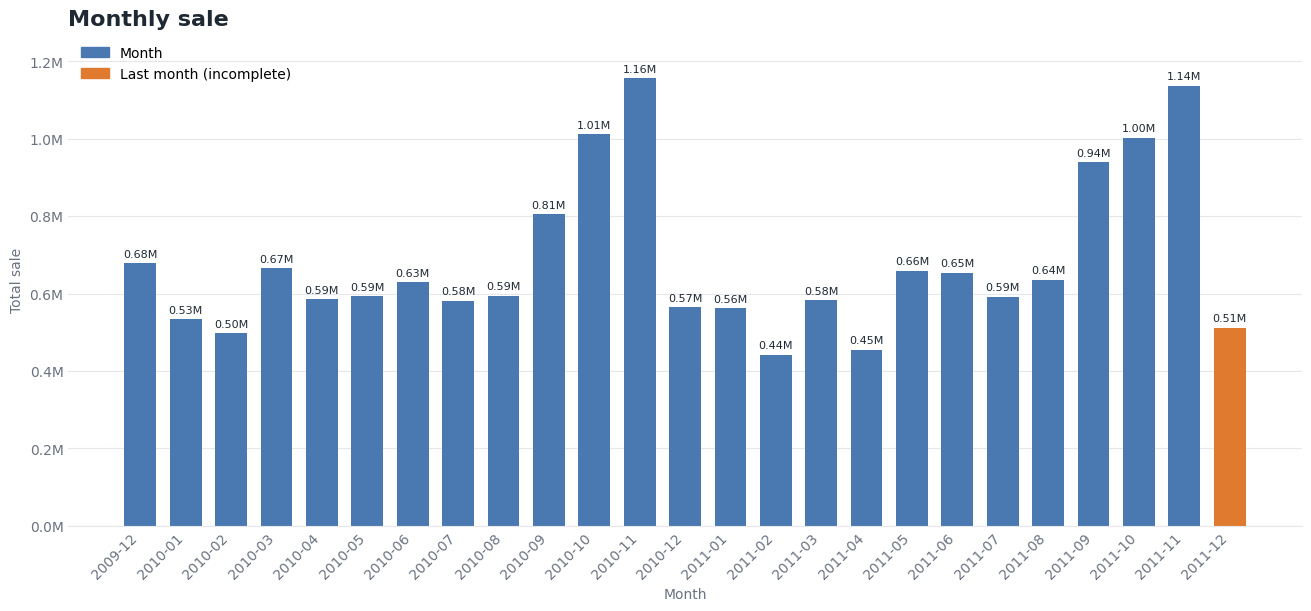 Monthly sale
Month
Last month (incomplete)
Total sale
1.2M
1.0M
0.8M
0.6M
0.4M
0.2M
0.0M
0.68M
0.53M
0.50M
0.67M
0.59M
0.59M
0.63M
0.58M
0.59M
0.81M
1.01M
1.16M
0.57M
0.56M
0.44M
0.58M
0.45M
0.66M
0.65M
0.59M
0.64M
0.94M
1.00M
1.14M
0.51M
2009-12
2010-01
2010-02
2010-03
2010-04
2010-05
2010-06
2010-07
2010-08
2010-09
2010-10
2010-11
2010-12
2011-01
2011-02
2011-03
2011-04
2011-05
2011-06
2011-07
2011-08
2011-09
2011-10
2011-11
2011-12
Month